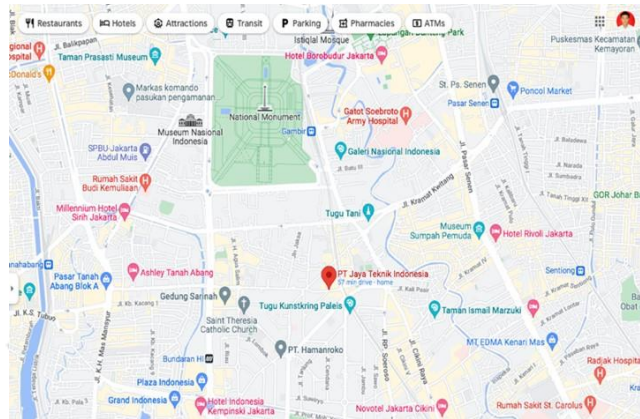 Restaurants
Hotels
Attractions
Transit
Parking
Pharmacies
ATMs
Istiqlal Mosque
Jl. Balikpapan
Hospital
Donald's
Taman Prasasti Museum
Hotel Borobudur Jakarta
Puskesmas Kecamatan
Kemayoran
Markas komando
pasukan pengamanan
St. Ps. Senen
Poncol Market
Pasar Senen
National Monument
Gatot Soebroto
Army Hospital
Museum Nasional
Indonesia
Gambir
SPBU Jakarta
Abdul Muis
Galeri Nasional Indonesia
Jl. Pasar Senen
Rumah Sakit
Budi Kemuliaan
Jl. Kramat Kwitang
GOR Johar Ba
Millennium Hotel
Sirih Jakarta
Tugu Tani
Museum
Sumpah Pemuda
Hotel Rivoli Jakarta
Pasar Tanah
Abang Blok A
Ashley Tanah Abang
PT Jaya Teknik Indonesia
57 min drive - home
Sentiong
Gedung Sarinah
Saint Theresia
Catholic Church
Tugu Kunstkring Paleis
Taman Ismail Marzuki
Jl. K.S. Tubun
Jl. K.H. Mas Mansyur
PT. Hamanoko
MT EDMA Kenari Mas
Bundaran HI
Jl. Cikini Raya
Radjak Hospital
Plaza Indonesia
Grand Indonesia
Hotel Indonesia
Kempinski Jakarta
Novotel Jakarta Cikini
Rumah Sakit St. Carolus